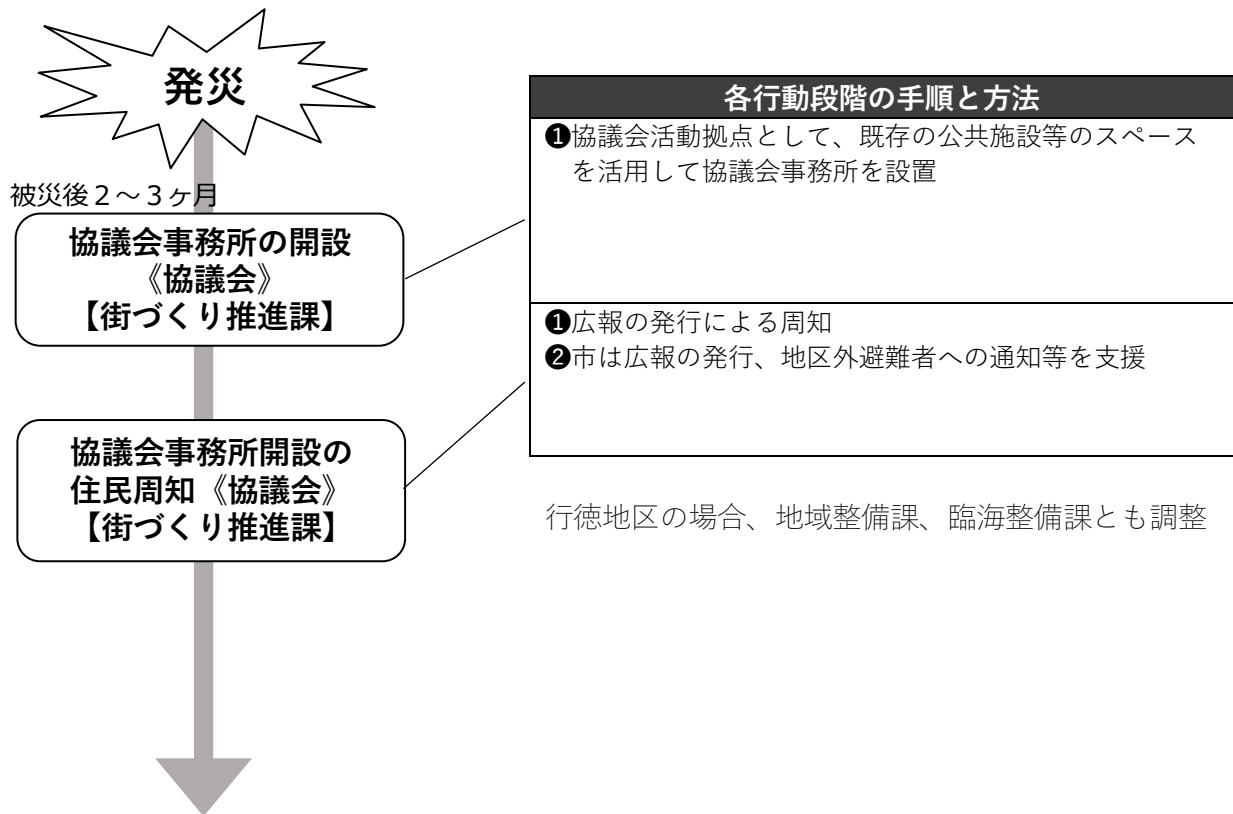 発災
被災後２～３ヶ月
協議会事務所の開設
《協議会》
【街づくり推進課】
協議会事務所開設の
住民周知《協議会》
【街づくり推進課】
各行動段階の手順と方法
❶協議会活動拠点として、既存の公共施設等のスペース
を活用して協議会事務所を設置
❶広報の発行による周知
❷市は広報の発行、地区外避難者への通知等を支援
行徳地区の場合、地域整備課、臨海整備課とも調整